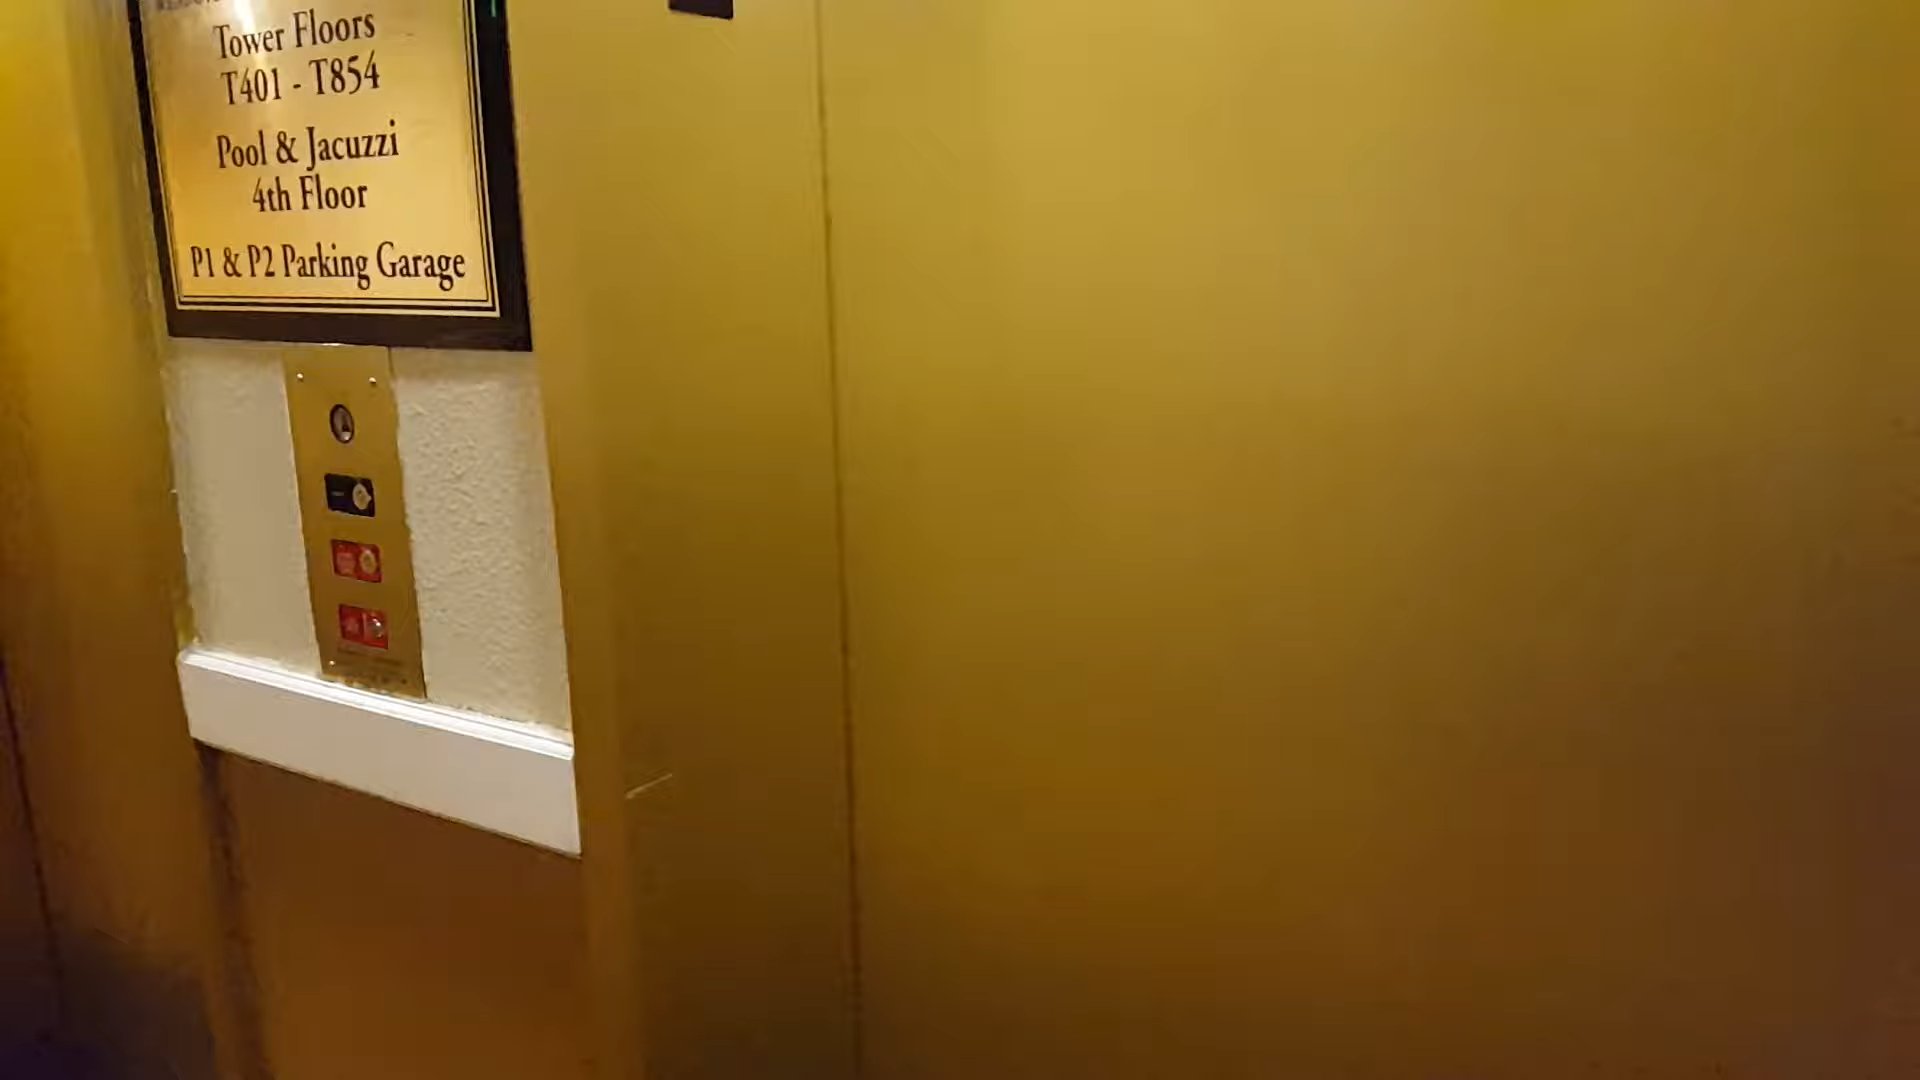 Tower Floors
T401 - T854
Pool & Jacuzzi
4th Floor
P1 & P2 Parking Garage